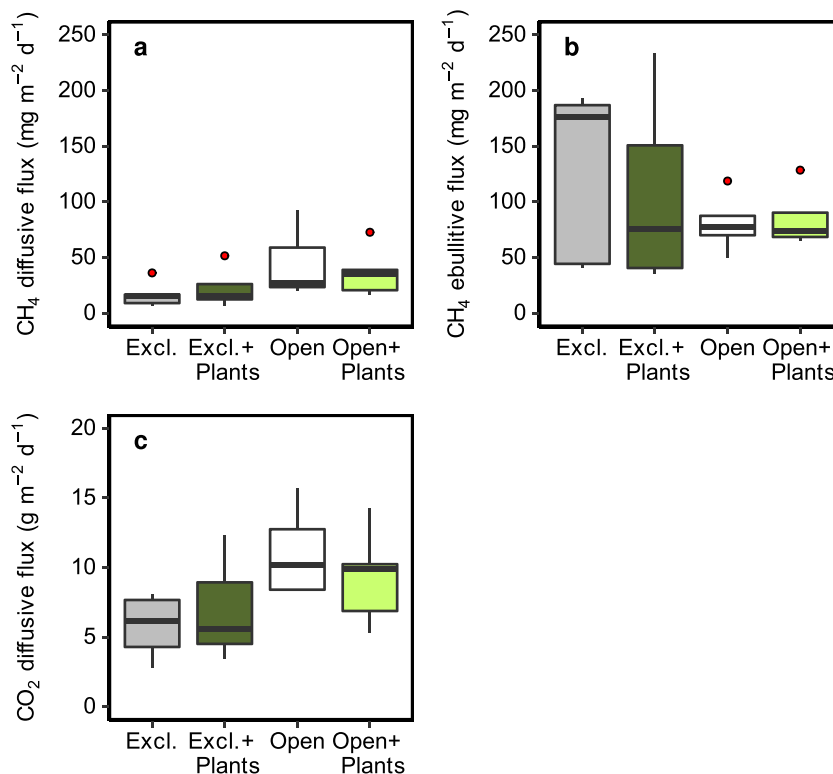 CH₄ diffusive flux (mg m⁻² d⁻¹)
250
200
150
100
50
0
a
Excl. Excl.+ Open Open+
Plants Plants
CH₄ ebullitive flux (mg m⁻² d⁻¹)
250
200
150
100
50
0
b
Excl. Excl.+ Open Open+
Plants Plants
CO₂ diffusive flux (g m⁻² d⁻¹)
20
15
10
5
0
c
Excl. Excl.+ Open Open+
Plants Plants